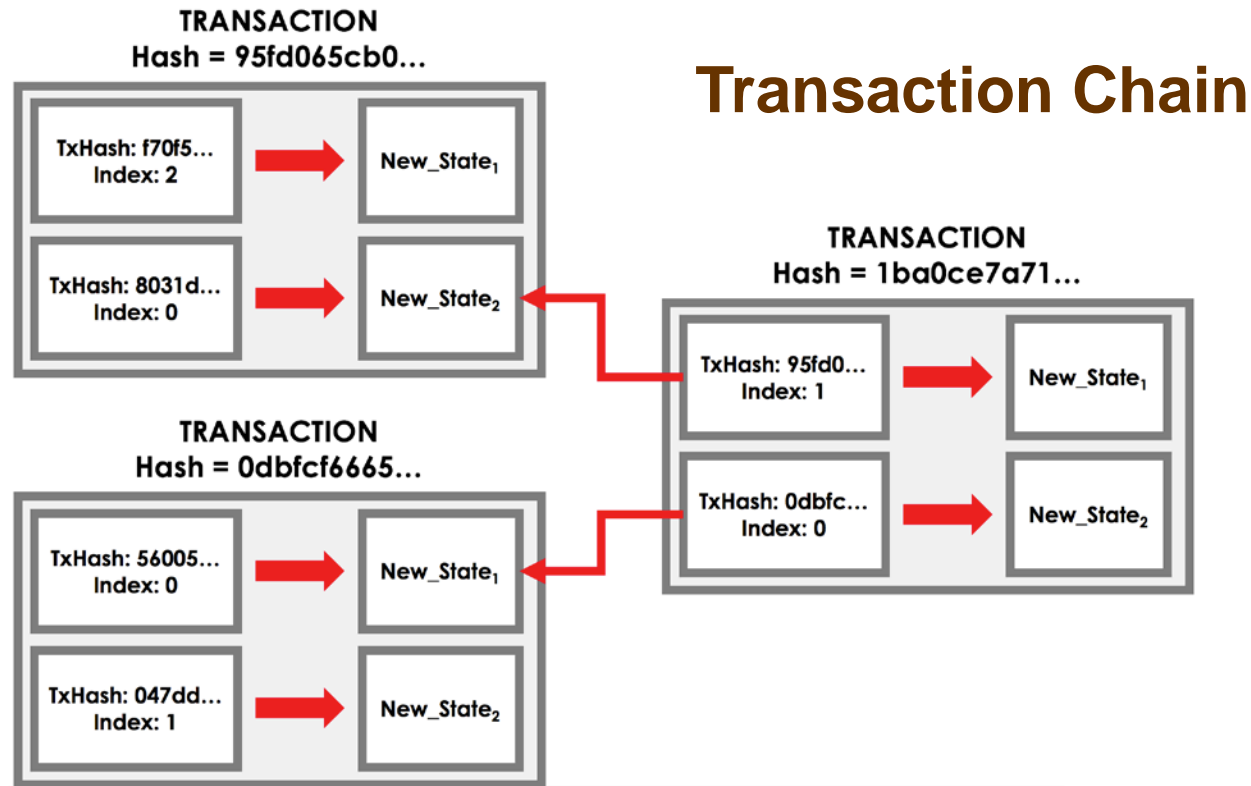 Transaction Chain
TRANSACTION
Hash = 95fd065cb0...
TxHash: f70f5...
Index: 2
New_State₁
TxHash: 8031d...
Index: 0
New_State₂
TRANSACTION
Hash = 0dbfcf6665...
TxHash: 56005...
Index: 0
New_State₁
TxHash: 047dd...
Index: 1
New_State₂
TRANSACTION
Hash = 1ba0ce7a71...
TxHash: 95fd0...
Index: 1
New_State₁
TxHash: 0dbfc...
Index: 0
New_State₂